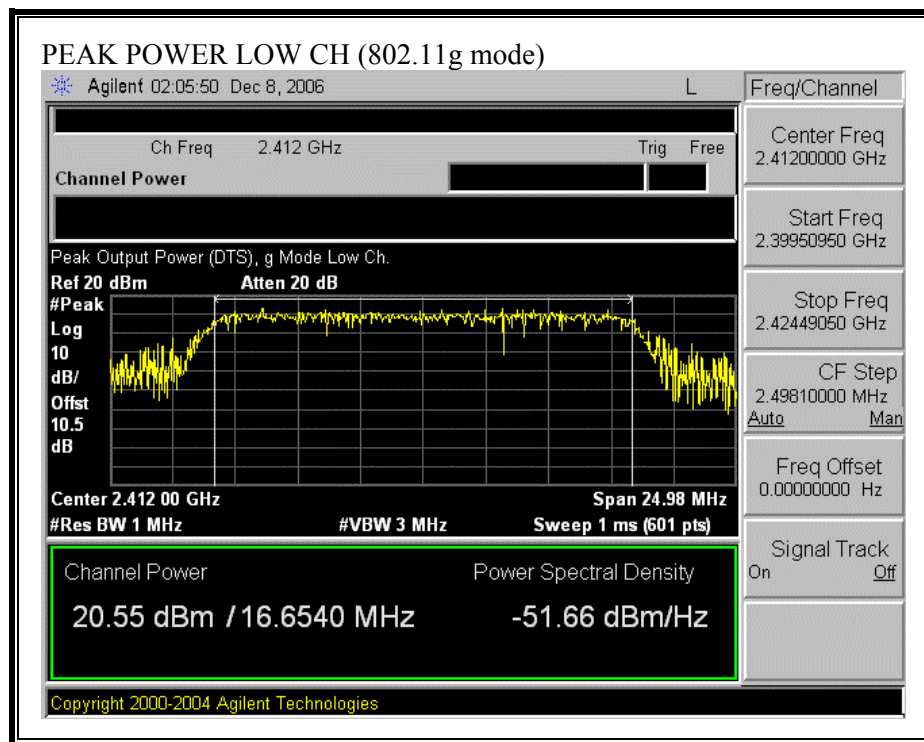 PEAK POWER LOW CH (802.11g mode)
Agilent 02:05:50 Dec 8, 2006 L
Freq/Channel
Ch Freq 2.412 GHz Trig Free
Channel Power
Center Freq
2.41200000 GHz
Start Freq
2.39950950 GHz
Stop Freq
2.42449050 GHz
CF Step
2.49810000 MHz
Auto Man
Freq Offset
0.00000000 Hz
Signal Track
On Off
Peak Output Power (DTS), g Mode Low Ch.
Ref 20 dBm Atten 20 dB
#Peak
Log
10
dB/
Offst
10.5
dB
Center 2.412 00 GHz Span 24.98 MHz
#Res BW 1 MHz #VBW 3 MHz Sweep 1 ms (601 pts)
Channel Power Power Spectral Density
20.55 dBm / 16.6540 MHz -51.66 dBm/Hz
Copyright 2000-2004 Agilent Technologies